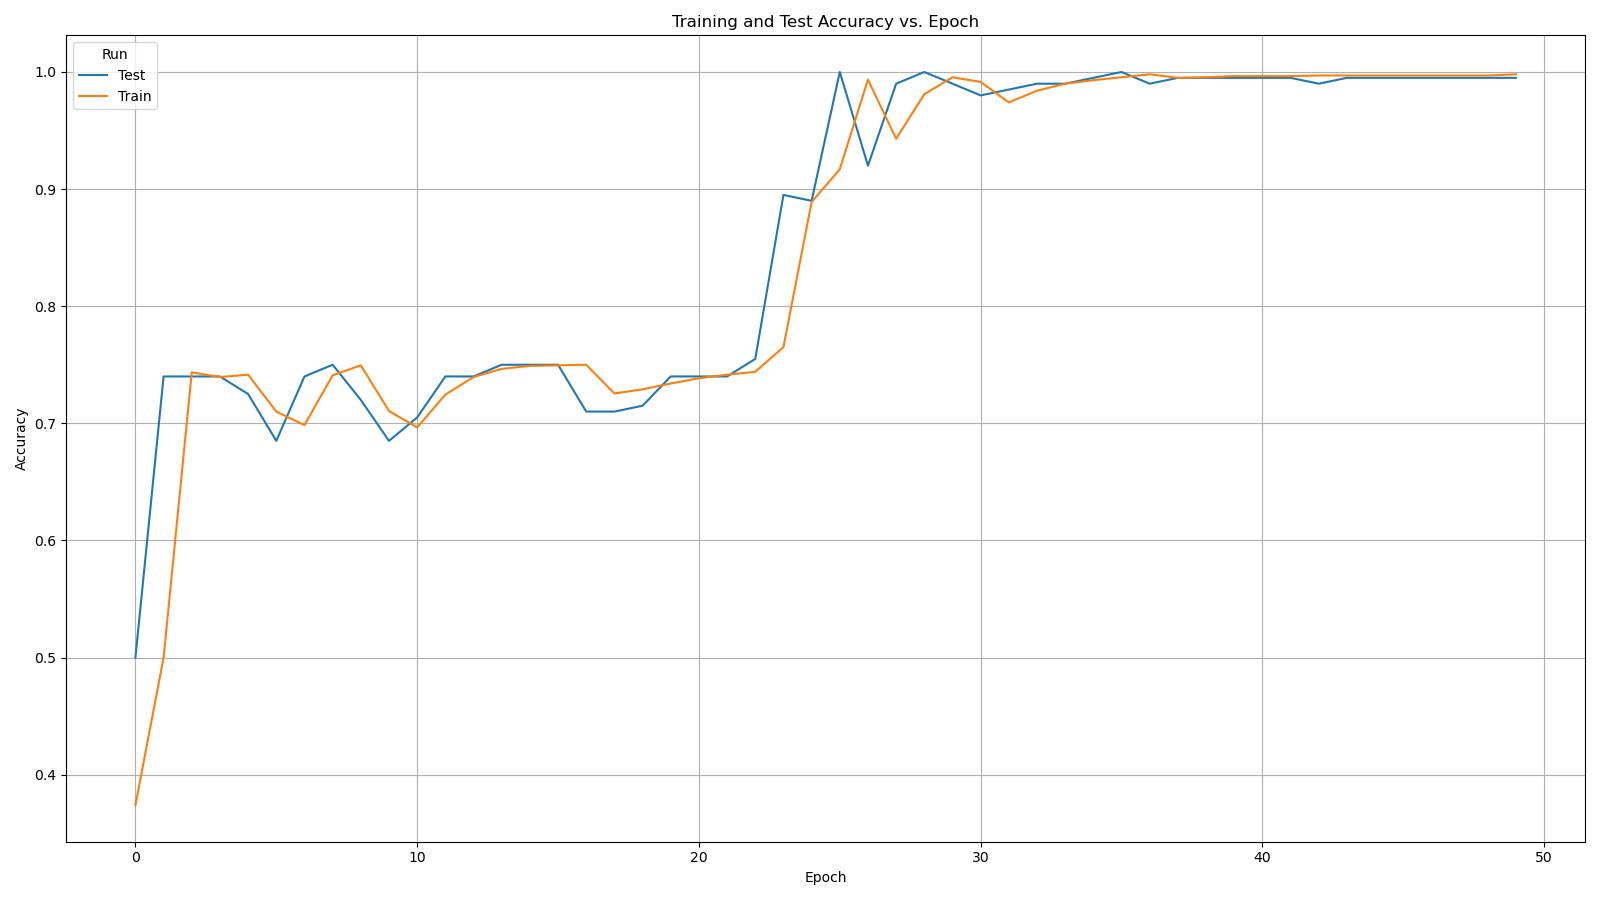 Training and Test Accuracy vs. Epoch
Run
Test
Train
1.0
0.9
0.8
0.7
0.6
0.5
0.4
Accuracy
0 10 20 30 40 50
Epoch